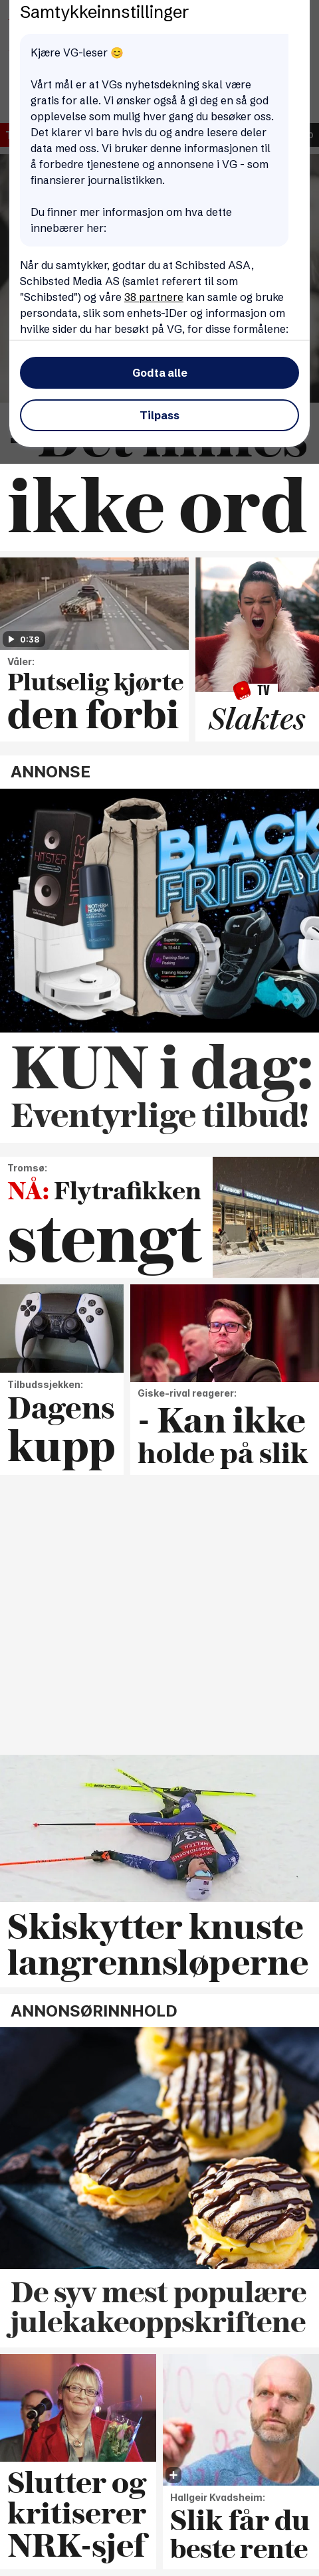 Samtykkeinnstillinger
Kjære VG-leser 😊
Vårt mål er at VGs nyhetsdekning skal være
gratis for alle. Vi ønsker også å gi deg en så god
opplevelse som mulig hver gang du besøker oss.
Det klarer vi bare hvis du og andre lesere deler
data med oss. Vi bruker denne informasjonen til
å forbedre tjenestene og annonsene i VG - som
finansierer journalistikken.
Du finner mer informasjon om hva dette
innebærer her:
Når du samtykker, godtar du at Schibsted ASA,
Schibsted Media AS (samlet referert til som
"Schibsted") og våre 38 partnere kan samle og bruke
persondata, slik som enhets-IDer og informasjon om
hvilke sider du har besøkt på VG, for disse formålene:
Godta alle
Tilpass
ikke ord
0:38
Våler:
Plutselig kjørte
den forbi
TV
Slaktes
ANNONSE
HITSTER
HITSTER
BLACK
FRIDAY
KUN i dag:
Eventyrlige tilbud!
Tromsø:
NÅ: Flytrafikken
stengt
Tilbudssjekken:
Dagens
kupp
Giske-rival reagerer:
- Kan ikke
holde på slik
Skiskytter knuste
langrennsløperne
ANNONSØRINNHOLD
De syv mest populære
julekakeoppskriftene
Slutter og
kritiserer
NRK-sjef
Hallgeir Kvadsheim:
Slik får du
beste rente